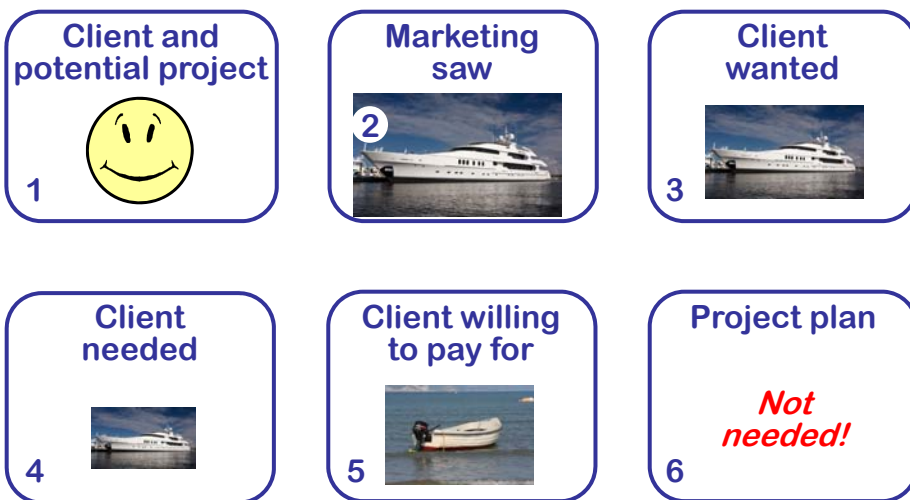 Client and
potential project
1
Marketing
saw
2
Client
wanted
3
Client
needed
4
Client willing
to pay for
5
Project plan
Not
needed!
6